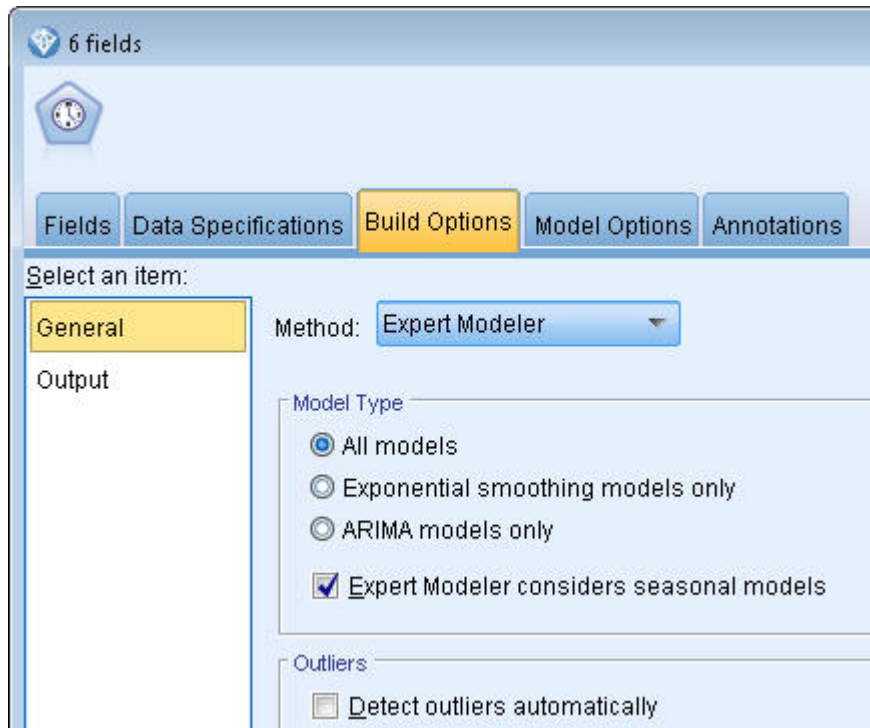 6 fields
Fields Data Specifications Build Options Model Options Annotations
Select an item:
General
Output
Method: Expert Modeler
Model Type
All models
Exponential smoothing models only
ARIMA models only
Expert Modeler considers seasonal models
Outliers
Detect outliers automatically